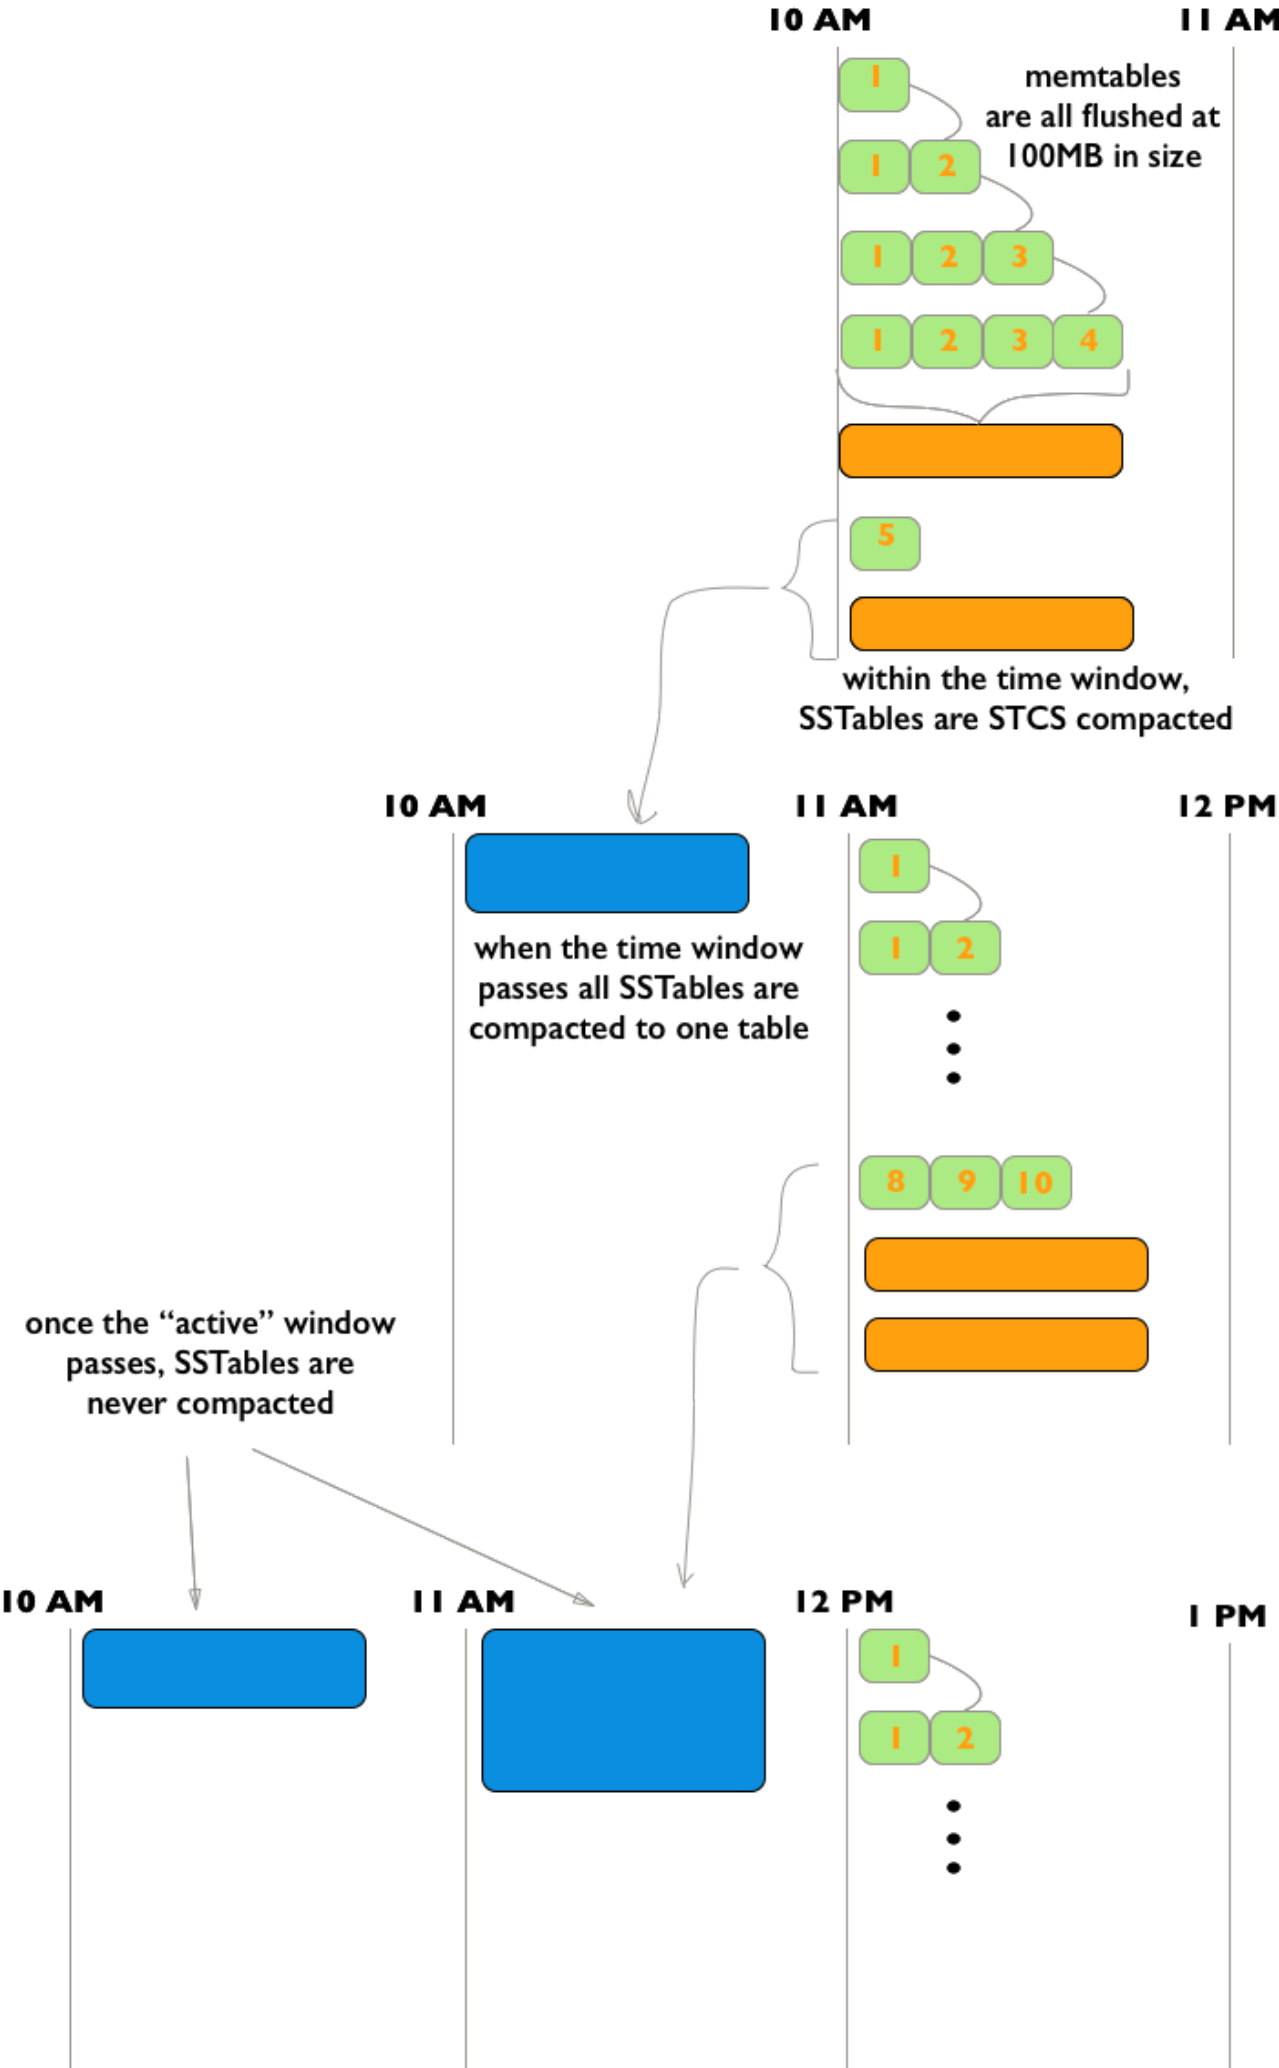 10 AM
11 AM
1
memtables
are all flushed at
100MB in size
1 2
1 2 3
1 2 3 4
5
within the time window,
SSTables are STCS compacted
10 AM
11 AM
12 PM
1
when the time window
passes all SSTables are
compacted to one table
1 2
8 9 10
once the “active” window
passes, SSTables are
never compacted
10 AM
11 AM
12 PM
1 PM
1
1 2